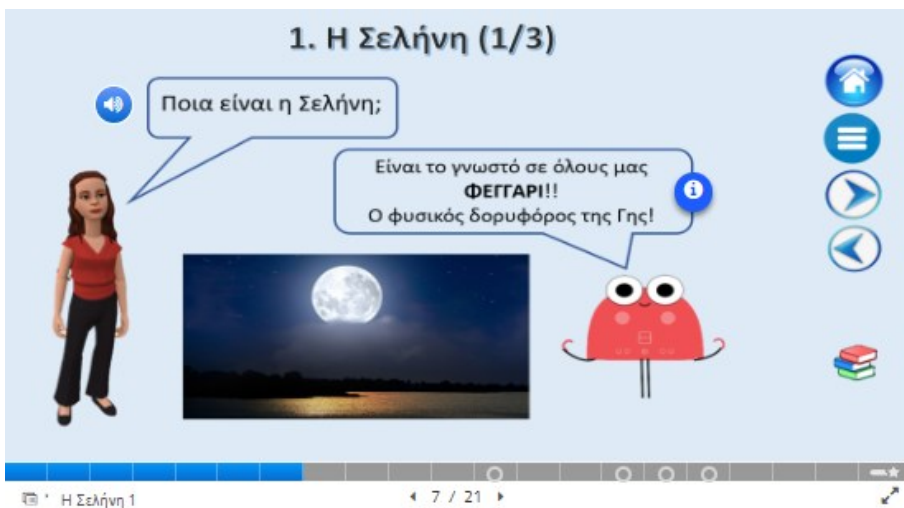 1. Η Σελήνη (1/3)
Ποια είναι η Σελήνη;
Είναι το γνωστό σε όλους μας
ΦΕΓΓΑΡΙ!!
Ο φυσικός δορυφόρος της Γης!
Η Σελήνη 1
7 / 21